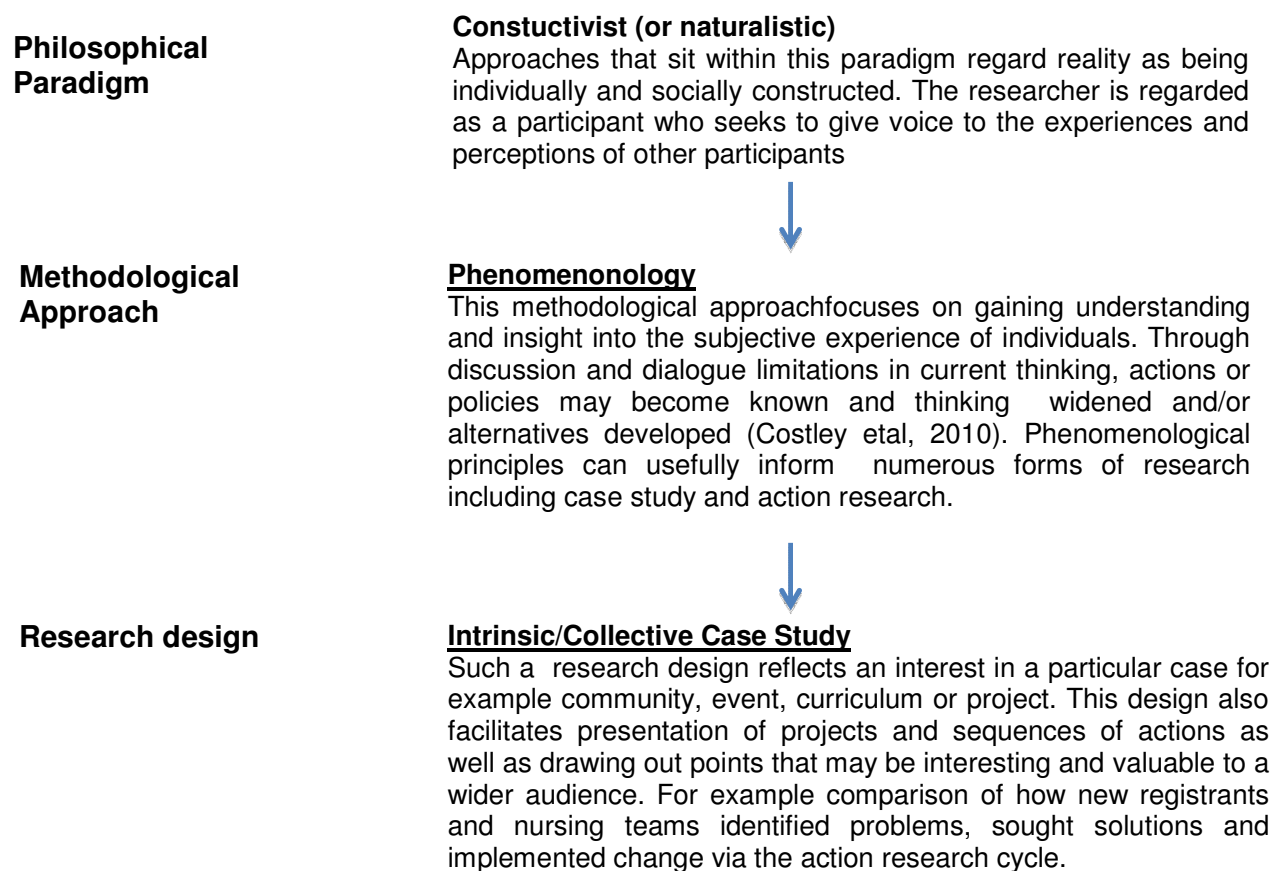 Philosophical
Paradigm
Constuctivist (or naturalistic)
Approaches that sit within this paradigm regard reality as being
individually and socially constructed. The researcher is regarded
as a participant who seeks to give voice to the experiences and
perceptions of other participants
Methodological
Approach
Phenomenonology
This methodological approachfocuses on gaining understanding
and insight into the subjective experience of individuals. Through
discussion and dialogue limitations in current thinking, actions or
policies may become known and thinking widened and/or
alternatives developed (Costley etal, 2010). Phenomenological
principles can usefully inform numerous forms of research
including case study and action research.
Research design
Intrinsic/Collective Case Study
Such a research design reflects an interest in a particular case for
example community, event, curriculum or project. This design also
facilitates presentation of projects and sequences of actions as
well as drawing out points that may be interesting and valuable to a
wider audience. For example comparison of how new registrants
and nursing teams identified problems, sought solutions and
implemented change via the action research cycle.